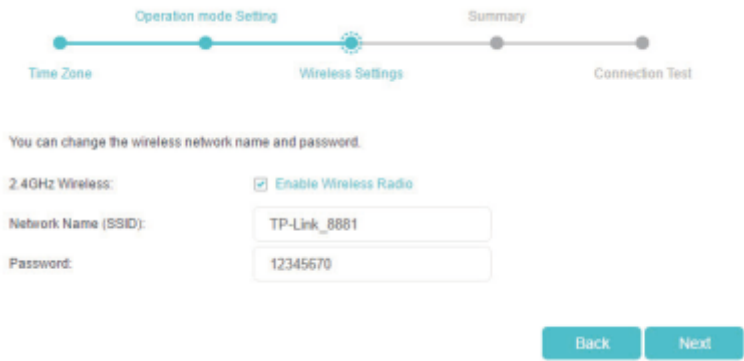 Operation mode Setting Summary
Time Zone Wireless Settings Connection Test
You can change the wireless network name and password.
2.4GHz Wireless: Enable Wireless Radio
Network Name (SSID): TP-Link_8881
Password: 12345670
Back Next